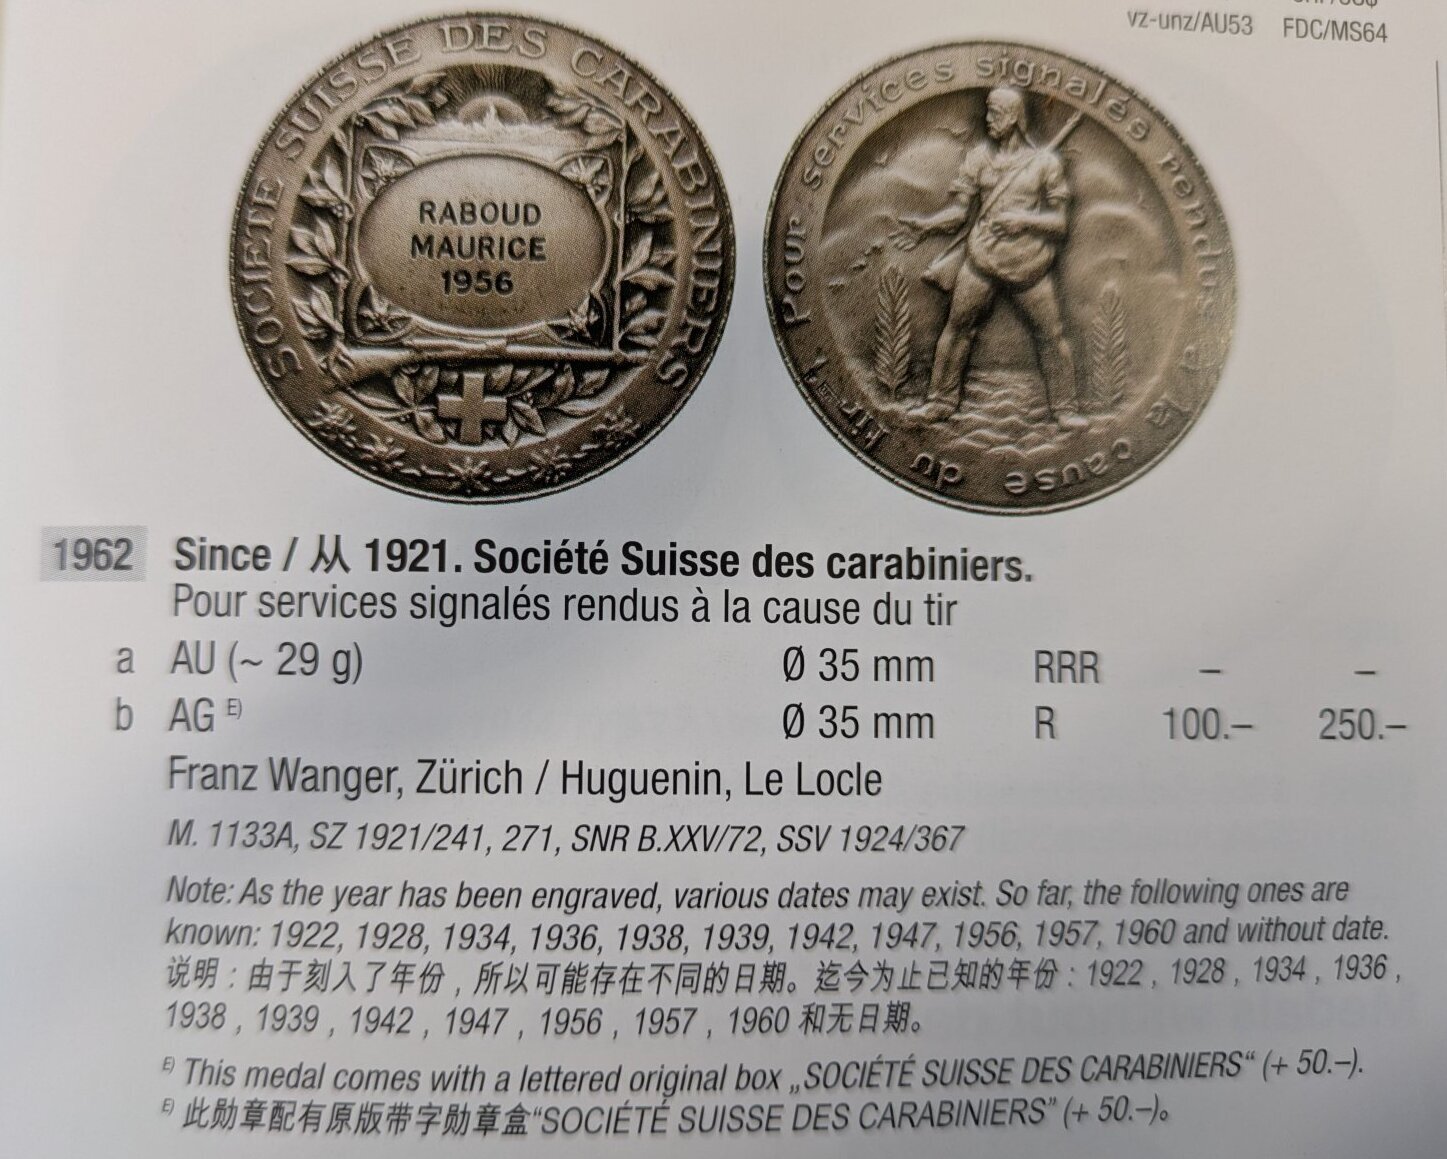 vz-unz/AU53 FDC/MS64
SOCIETE SUISSE DES CARABINIERS
RABOUD
MAURICE
1956
Pour services signalés rendus à la cause du tir
1962 Since / 从 1921. Société Suisse des carabiniers.
Pour services signalés rendus à la cause du tir
a AU (~ 29 g) Ø 35 mm RRR – –
b AG E) Ø 35 mm R 100.– 250.–
Franz Wanger, Zürich / Huguenin, Le Locle
M. 1133A, SZ 1921/241, 271, SNR B.XXV/72, SSV 1924/367
Note: As the year has been engraved, various dates may exist. So far, the following ones are
known: 1922, 1928, 1934, 1936, 1938, 1939, 1942, 1947, 1956, 1957, 1960 and without date.
说明：由于刻入了年份，所以可能存在不同的日期。迄今为止已知的年份：1922，1928，1934，1936，
1938，1939，1942，1947，1956，1957，1960 和无日期。
E) This medal comes with a lettered original box „SOCIÉTÉ SUISSE DES CARABINIERS“ (+ 50.–).
E) 此勋章配有原版带字勋章盒“SOCIÉTÉ SUISSE DES CARABINIERS” (+ 50.–)。